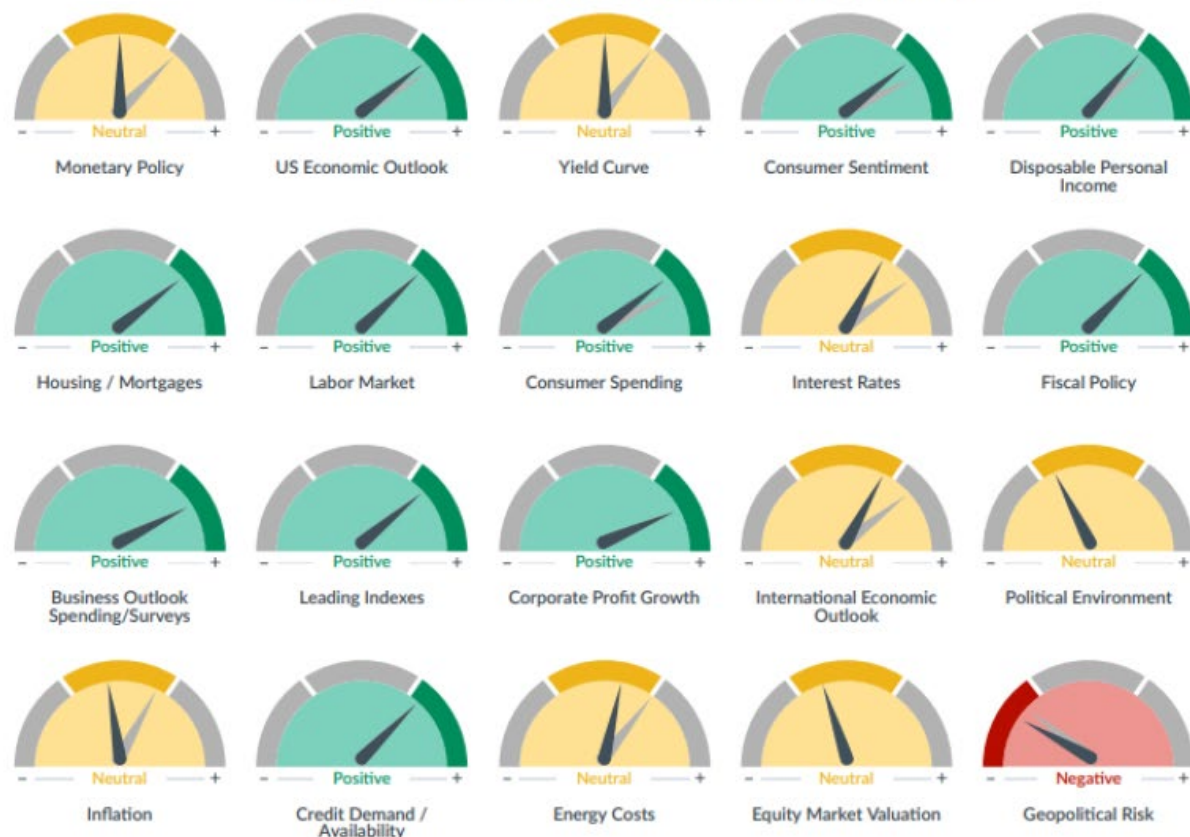 - Neutral + - Positive + - Neutral + - Positive + - Positive +
Monetary Policy US Economic Outlook Yield Curve Consumer Sentiment Disposable Personal
Income
- Positive + - Positive + - Positive + - Neutral + - Positive +
Housing / Mortgages Labor Market Consumer Spending Interest Rates Fiscal Policy
- Positive + - Positive + - Positive + - Neutral + - Neutral +
Business Outlook Leading Indexes Corporate Profit Growth International Economic Political Environment
Spending/Surveys Outlook
- Neutral + - Positive + - Neutral + - Neutral + - Negative +
Inflation Credit Demand / Energy Costs Equity Market Valuation Geopolitical Risk
Availability